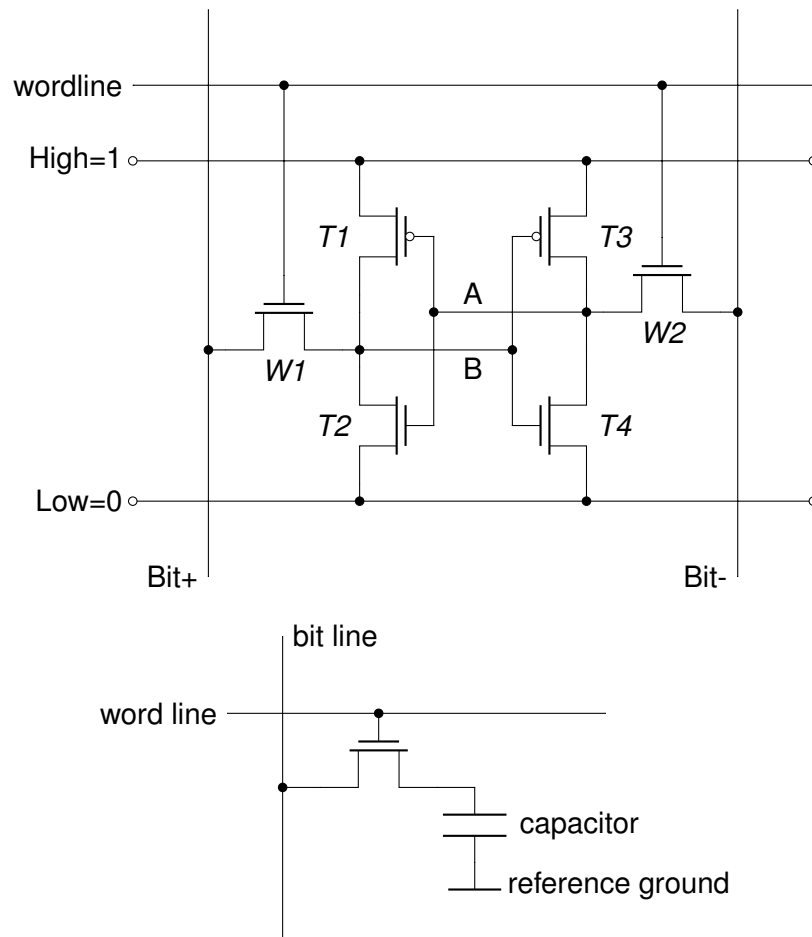 wordline
High=1
T1
T3
A
W2
W1
B
T2
T4
Low=0
Bit+
Bit-
bit line
word line
capacitor
reference ground